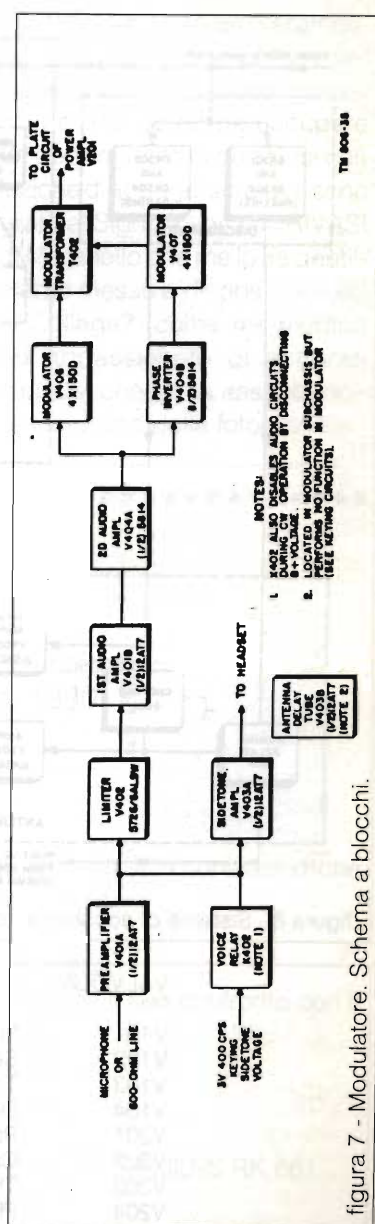 MICROPHONE
OR
600-OHM LINE
PREAMPLIFIER
V401A
(1/2)12AT7
LIMITER
V402
5726/6AL5W
1ST AUDIO
AMPL
V401B
(1/2)12AT7
2D AUDIO
AMPL
V404A
(1/2) 5814
MODULATOR
V406
4X150D
MODULATOR
TRANSFORMER
T402
TO PLATE
CIRCUIT
OF
POWER
AMPL
V801
PHASE
INVERTER
V404B
(1/2)5814
MODULATOR
V407
4X150D
3V 400 CPS
KEYING
SIDETONE
VOLTAGE
VOICE
RELAY
K402
(NOTE 1)
SIDETONE
AMPL
V403A
(1/2)12AT7
TO HEADSET
ANTENNA
DELAY
TUBE
V403B
(1/2)12AT7
(NOTE 2)
NOTES:
1. K402 ALSO DISABLES AUDIO CIRCUITS
DURING CW OPERATION BY DISCONNECTING
B+ VOLTAGE.
2. LOCATED IN MODULATOR SUBCHASSIS BUT
PERFORMS NO FUNCTION IN MODULATOR
(SEE KEYING CIRCUITS).
TM 806-38
figura 7 - Modulatore. Schema a blocchi.